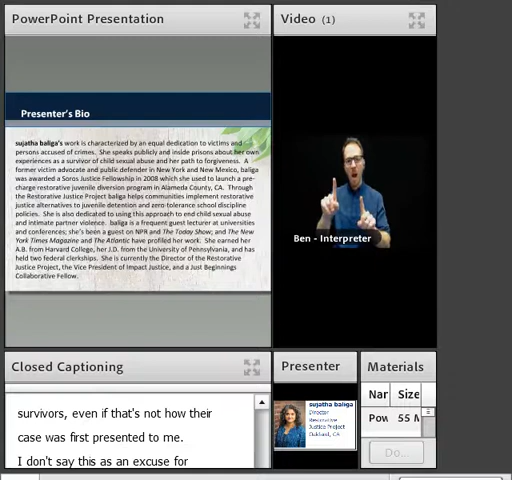 PowerPoint Presentation
Presenter's Bio
sujatha baliga's work is characterized by an equal dedication to victims and
persons accused of crimes. She speaks publicly and inside prisons about her own
experiences as a survivor of child sexual abuse and her path to forgiveness. A
former victim advocate and public defender in New York and New Mexico, baliga
was awarded a Soros Justice Fellowship in 2008 which she used to launch a pre-
charge restorative juvenile diversion program in Alameda County, CA. Through
the Restorative Justice Project baliga helps communities implement restorative
justice alternatives to juvenile detention and zero-tolerance school discipline
policies. She is also dedicated to using this approach to end child sexual abuse
and intimate partner violence. baliga is a frequent guest lecturer at universities
and conferences; she's been a guest on NPR and The Today Show; and The New
York Times Magazine and The Atlantic have profiled her work. She earned her
A.B. from Harvard College, her J.D. from the University of Pennsylvania, and has
held two federal clerkships. She is currently the Director of the Restorative
Justice Project, the Vice President of Impact Justice, and a Just Beginnings
Collaborative Fellow.
Video (1)
Ben - Interpreter
Closed Captioning
survivors, even if that's not how their
case was first presented to me.
I don't say this as an excuse for
Presenter
sujatha baliga
Director
Restorative
Justice Project
Oakland, CA
Materials
Nar Size
Pow 55 M
Do...